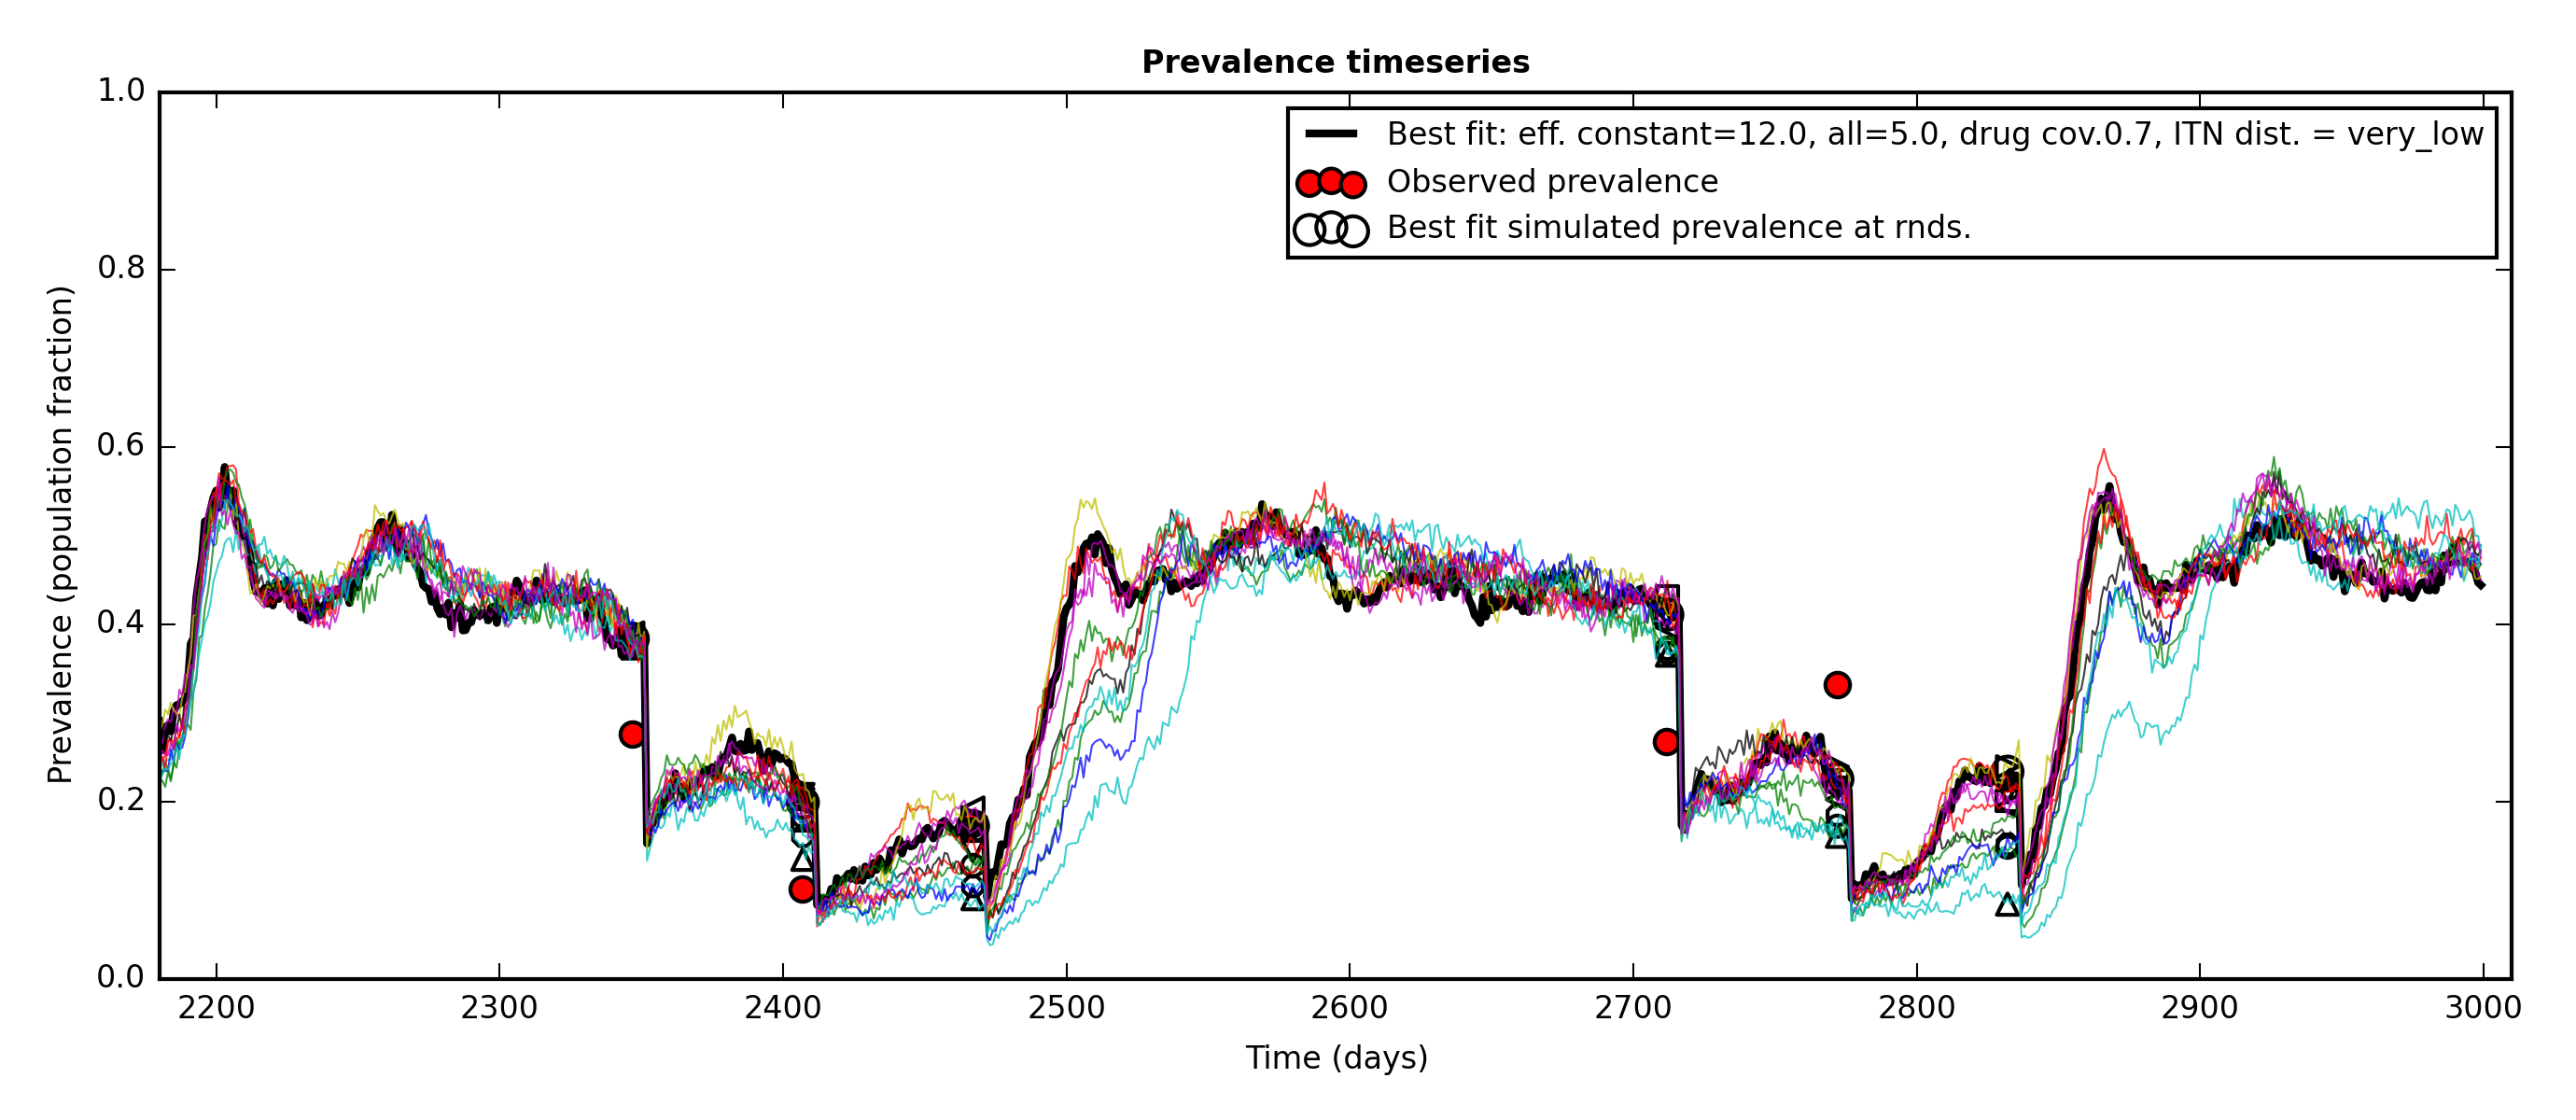 Prevalence timeseries
Best fit: eff. constant=12.0, all=5.0, drug cov.0.7, ITN dist. = very_low
Observed prevalence
Best fit simulated prevalence at rnds.
Prevalence (population fraction)
1.0
0.8
0.6
0.4
0.2
0.0
2200 2300 2400 2500 2600 2700 2800 2900 3000
Time (days)